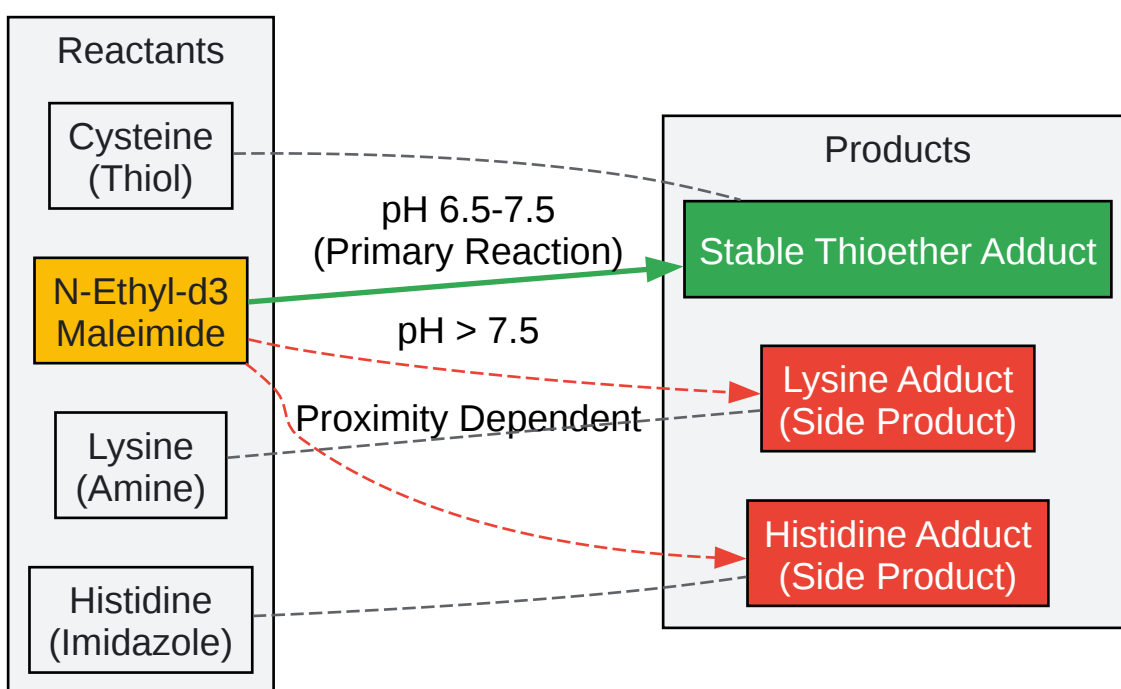 Reactants
Cysteine
(Thiol)
N-Ethyl-d3
Maleimide
Lysine
(Amine)
Histidine
(Imidazole)
pH 6.5-7.5
(Primary Reaction)
pH > 7.5
Proximity Dependent
Products
Stable Thioether Adduct
Lysine Adduct
(Side Product)
Histidine Adduct
(Side Product)